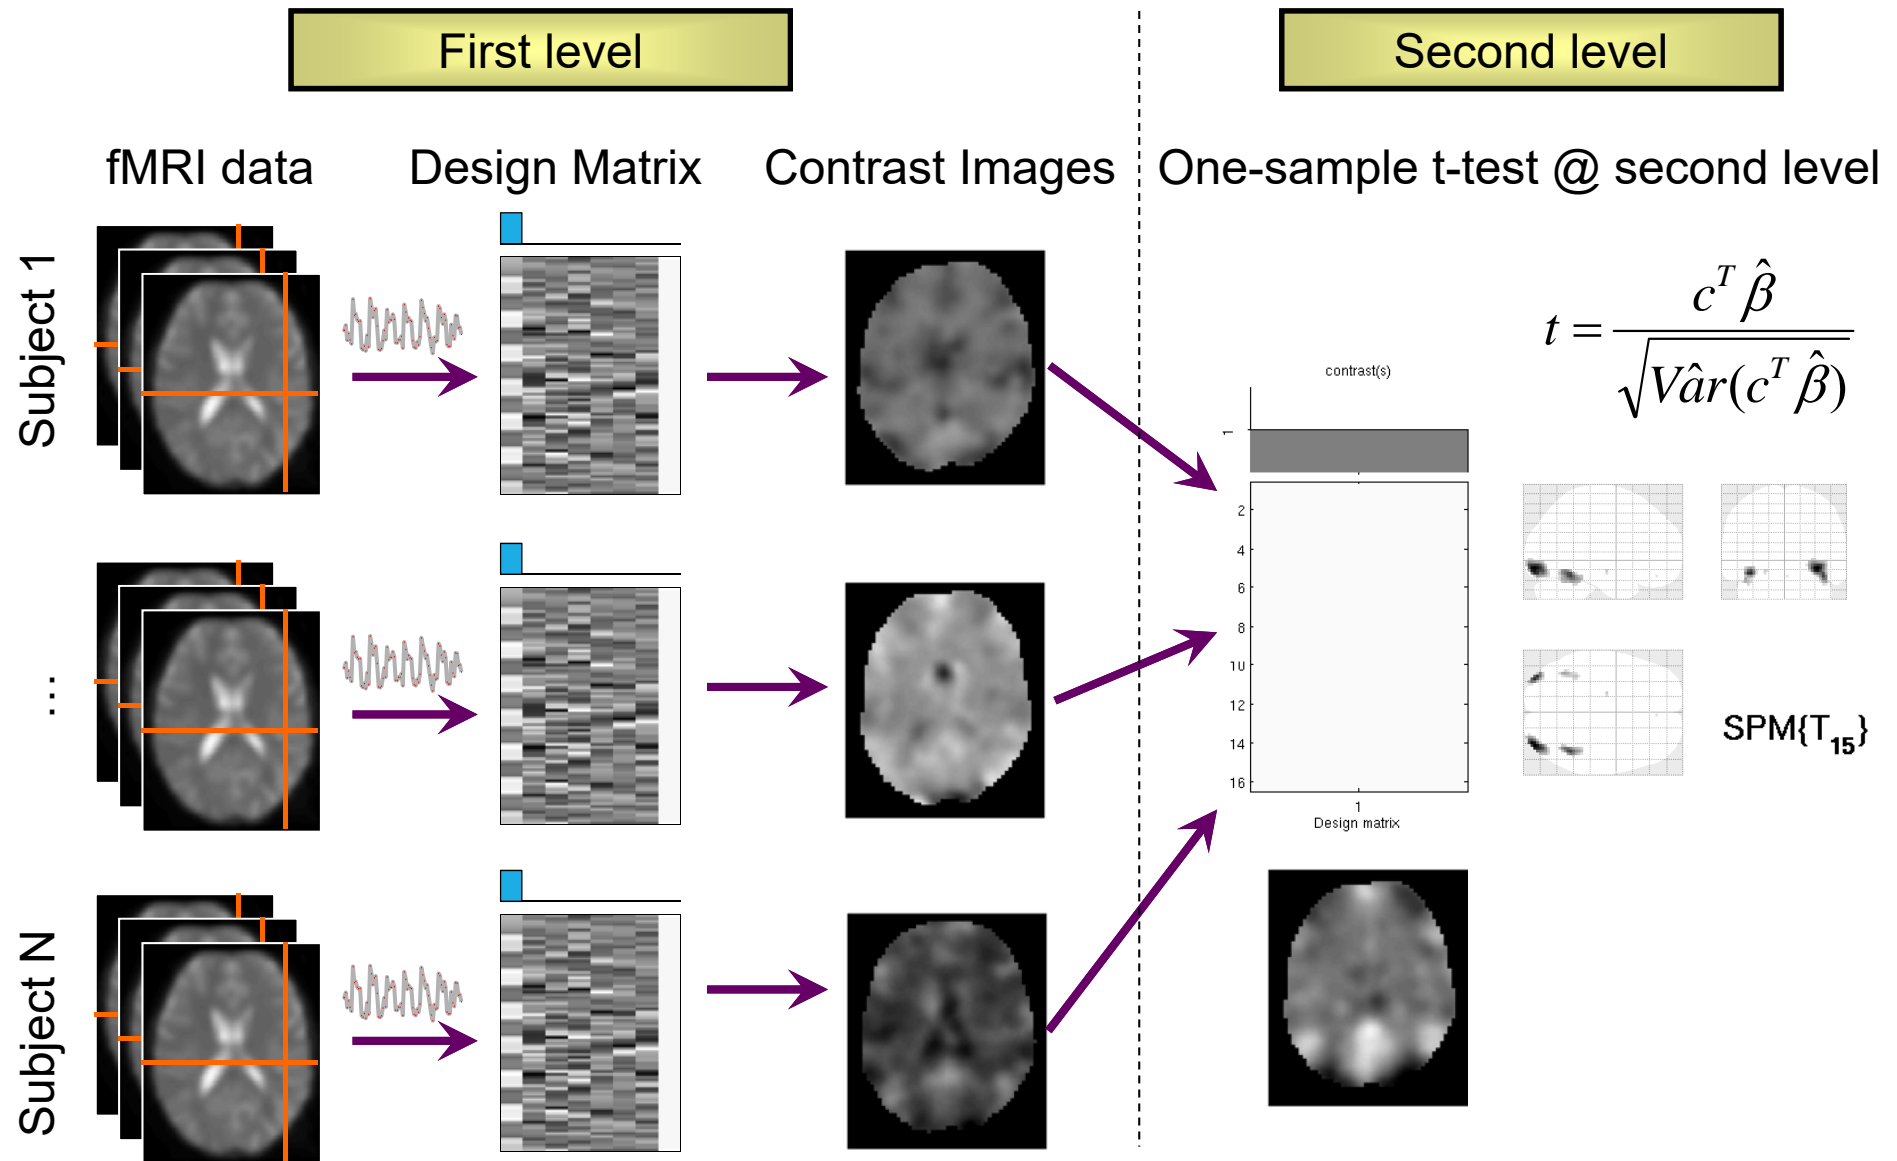 First level
Second level
fMRI data
Design Matrix
Contrast Images
One-sample t-test @ second level
Subject 1
...
Subject N
t = c^T β̂ / √Vâr(c^T β̂)
contrast(s)
1
2
4
6
8
10
12
14
16
1
Design matrix
SPM{T₁₅}